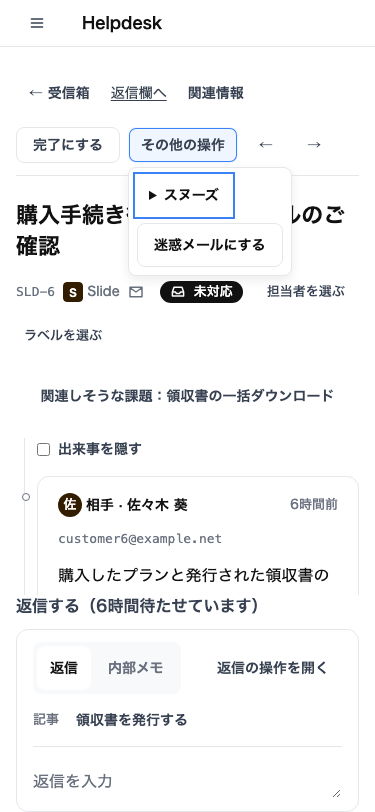 Helpdesk
← 受信箱 返信欄へ 関連情報
完了にする その他の操作 ← →
▶ スヌーズ
迷惑メールにする
購入手続き ルのご
確認
SLD-6 S Slide 未対応 担当者を選ぶ
ラベルを選ぶ
関連しそうな課題：領収書の一括ダウンロード
出来事を隠す
佐 相手 · 佐々木 葵 6時間前
customer6@example.net
購入したプランと発行された領収書の
返信する（6時間待たせています）
返信 内部メモ 返信の操作を開く
記事 領収書を発行する
返信を入力